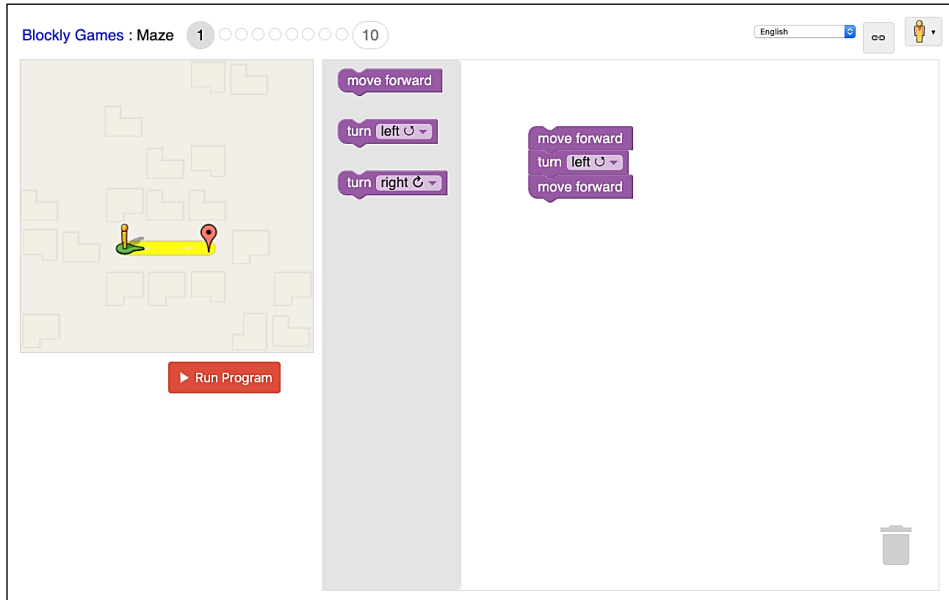 Blockly Games : Maze 1 10
English
move forward
turn left
turn right
move forward
turn left
move forward
Run Program